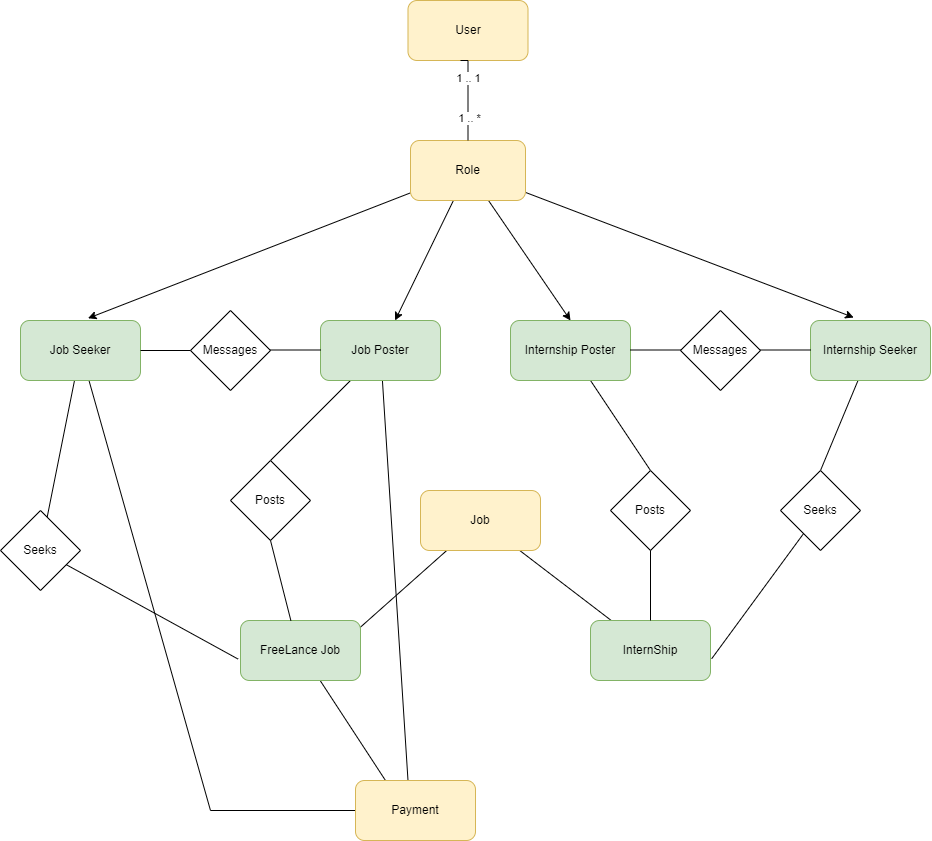 User
1 .. 1
1 .. *
Role
Job Seeker
Messages
Job Poster
Internship Poster
Messages
Internship Seeker
Posts
Job
Posts
Seeks
Seeks
FreeLance Job
InternShip
Payment